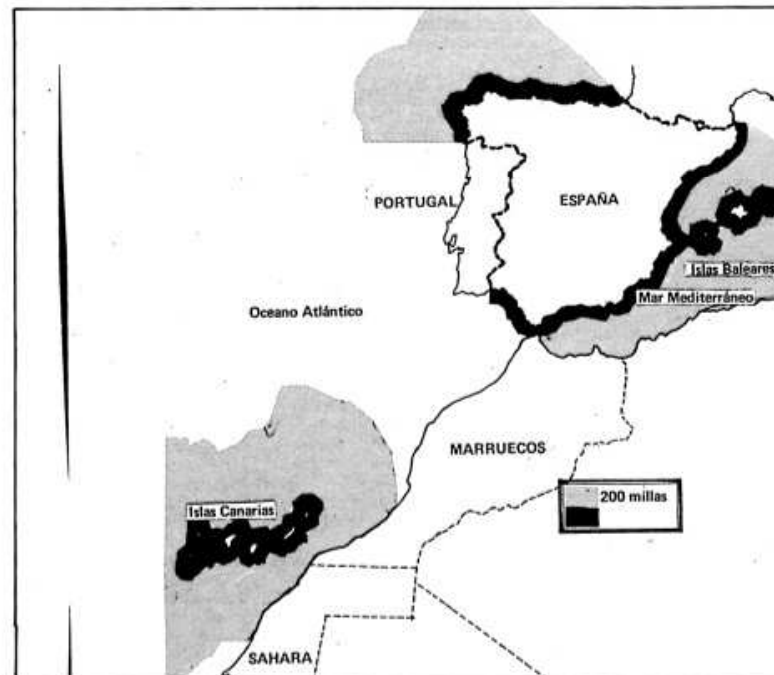 PORTUGAL
ESPAÑA
Islas Baleares
Mar Mediterráneo
Oceano Atlántico
MARRUECOS
200 millas
Islas Canarias
SAHARA